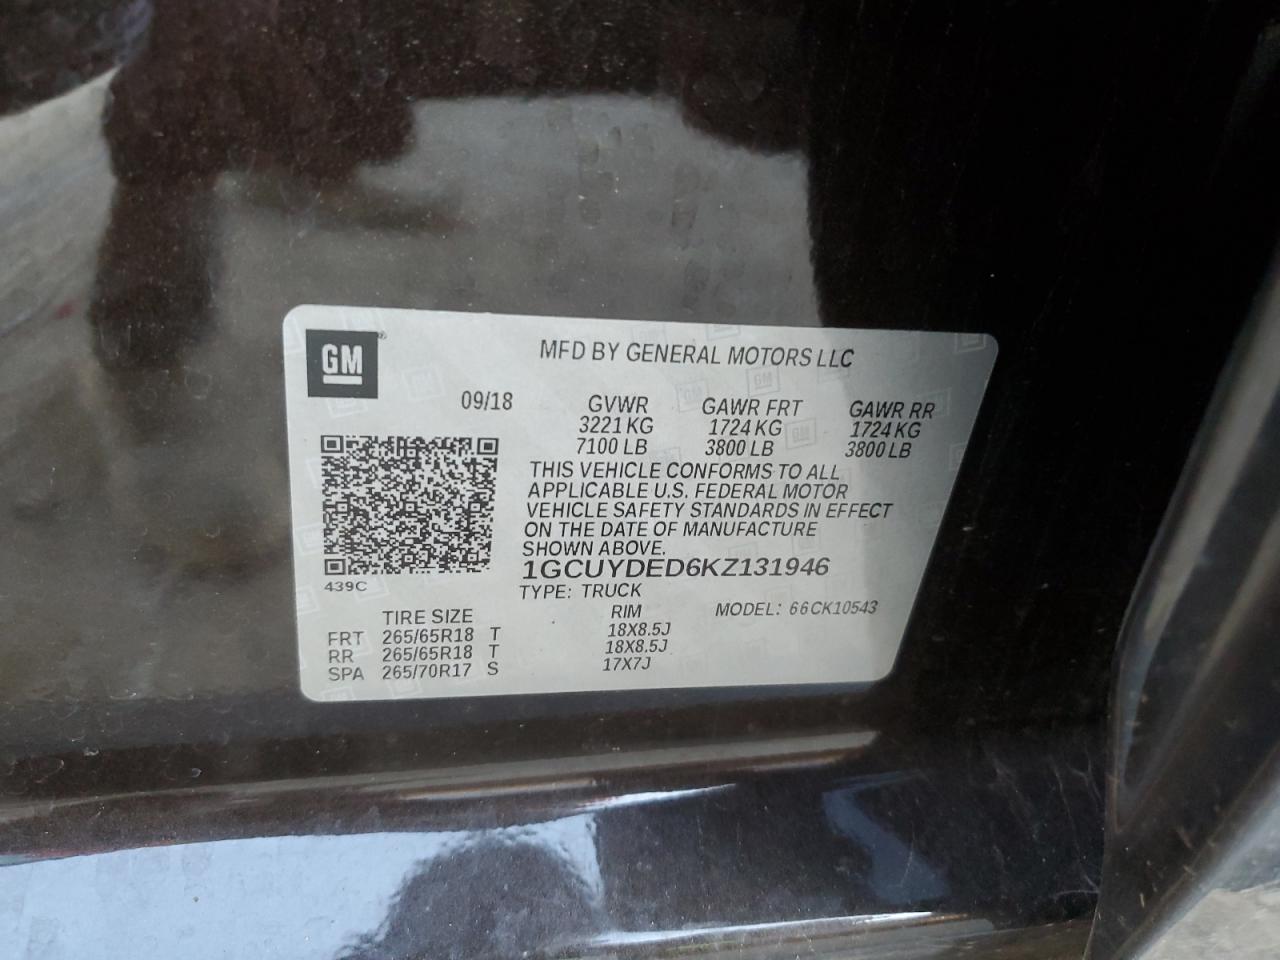 GM®
MFD BY GENERAL MOTORS LLC
09/18 GVWR GAWR FRT GAWR RR
3221 KG 1724 KG 1724 KG
7100 LB 3800 LB 3800 LB
THIS VEHICLE CONFORMS TO ALL
APPLICABLE U.S. FEDERAL MOTOR
VEHICLE SAFETY STANDARDS IN EFFECT
ON THE DATE OF MANUFACTURE
SHOWN ABOVE.
1GCUYDED6KZ131946
439C TYPE: TRUCK
TIRE SIZE RIM MODEL: 66CK10543
FRT 265/65R18 T 18X8.5J
RR 265/65R18 T 18X8.5J
SPA 265/70R17 S 17X7J